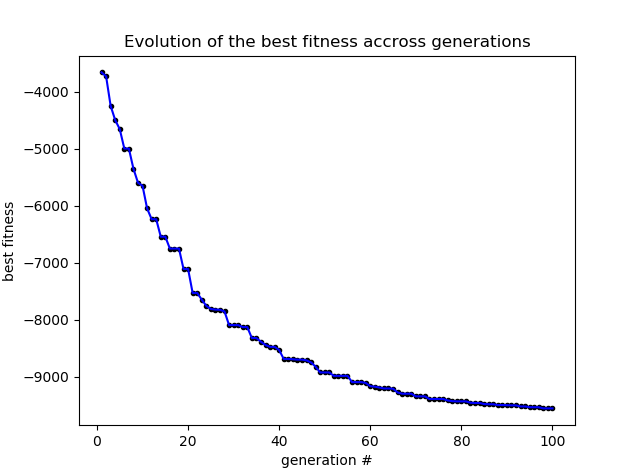 Evolution of the best fitness accross generations
−4000
−5000
−6000
−7000
−8000
−9000
best fitness
0 20 40 60 80 100
generation #